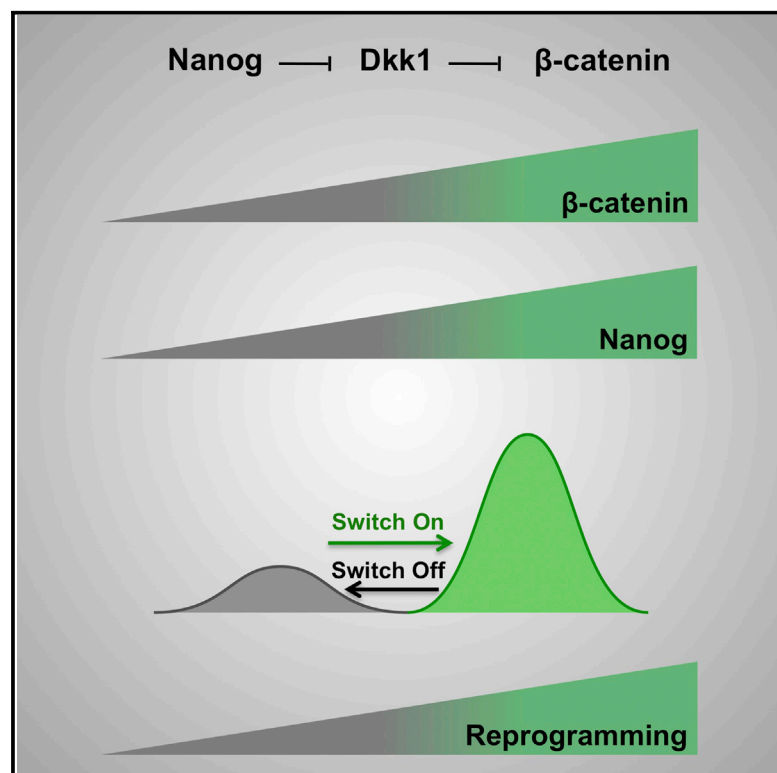 Nanog ⊣ Dkk1 ⊣ β-catenin
β-catenin
Nanog
Switch On
Switch Off
Reprogramming